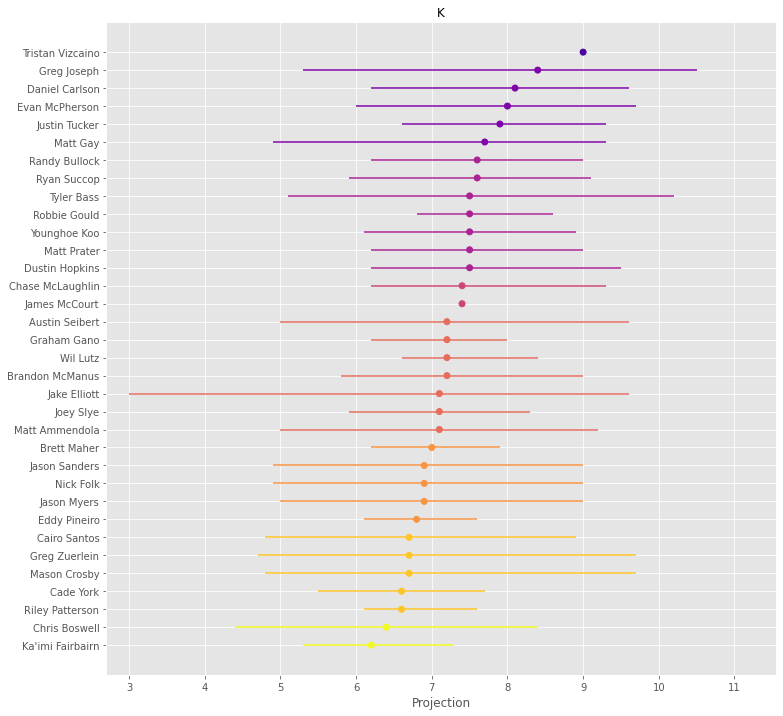 K
Tristan Vizcaino
Greg Joseph
Daniel Carlson
Evan McPherson
Justin Tucker
Matt Gay
Randy Bullock
Ryan Succop
Tyler Bass
Robbie Gould
Younghoe Koo
Matt Prater
Dustin Hopkins
Chase McLaughlin
James McCourt
Austin Seibert
Graham Gano
Wil Lutz
Brandon McManus
Jake Elliott
Joey Slye
Matt Ammendola
Brett Maher
Jason Sanders
Nick Folk
Jason Myers
Eddy Pineiro
Cairo Santos
Greg Zuerlein
Mason Crosby
Cade York
Riley Patterson
Chris Boswell
Ka'imi Fairbairn
3 4 5 6 7 8 9 10 11
Projection